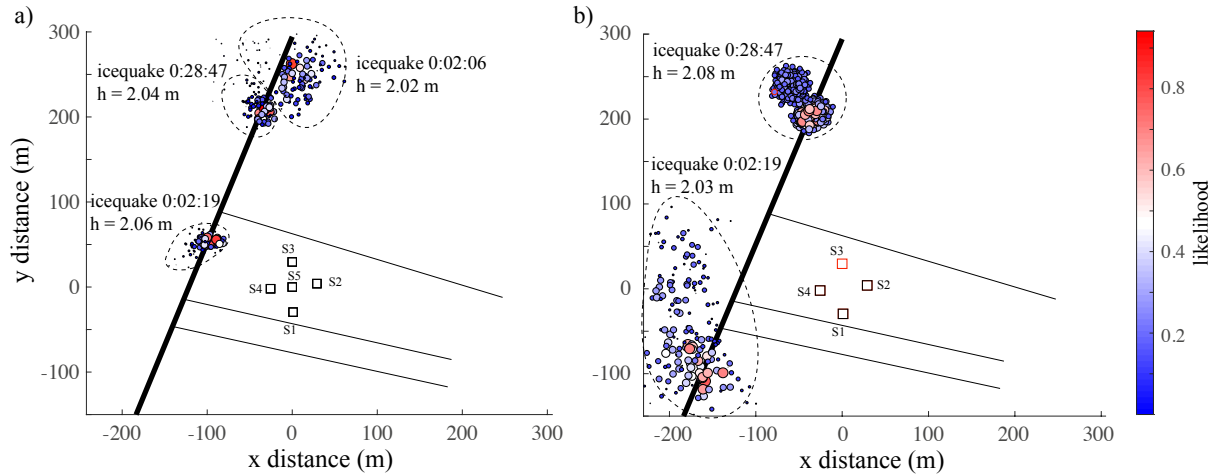 a)
icequake 0:28:47
h = 2.04 m
icequake 0:02:06
h = 2.02 m
icequake 0:02:19
h = 2.06 m
S3
S5
S4
S2
S1
300
200
100
0
-100
y distance (m)
-200
-100
0
100
200
300
x distance (m)
b)
icequake 0:28:47
h = 2.08 m
icequake 0:02:19
h = 2.03 m
S3
S4
S2
S1
300
200
100
0
-100
-200
-100
0
100
200
300
x distance (m)
0.8
0.6
0.4
0.2
likelihood